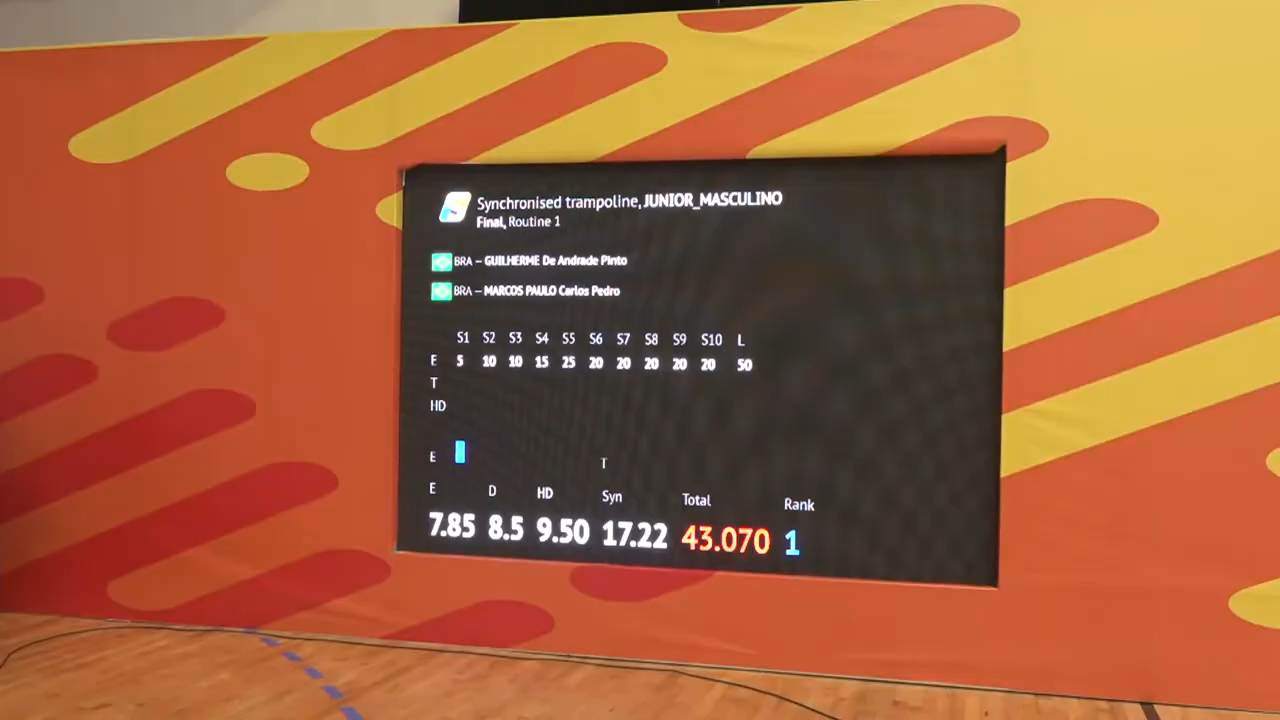 Synchronised trampoline, JUNIOR_MASCULINO
Final, Routine 1
BRA – GUILHERME De Andrade Pinto
BRA – MARCOS PAULO Carlos Pedro
S1 S2 S3 S4 S5 S6 S7 S8 S9 S10 L
E 5 10 10 15 25 20 20 20 20 20 50
T
HD
E T
E D HD Syn Total Rank
7.85 8.5 9.50 17.22 43.070 1